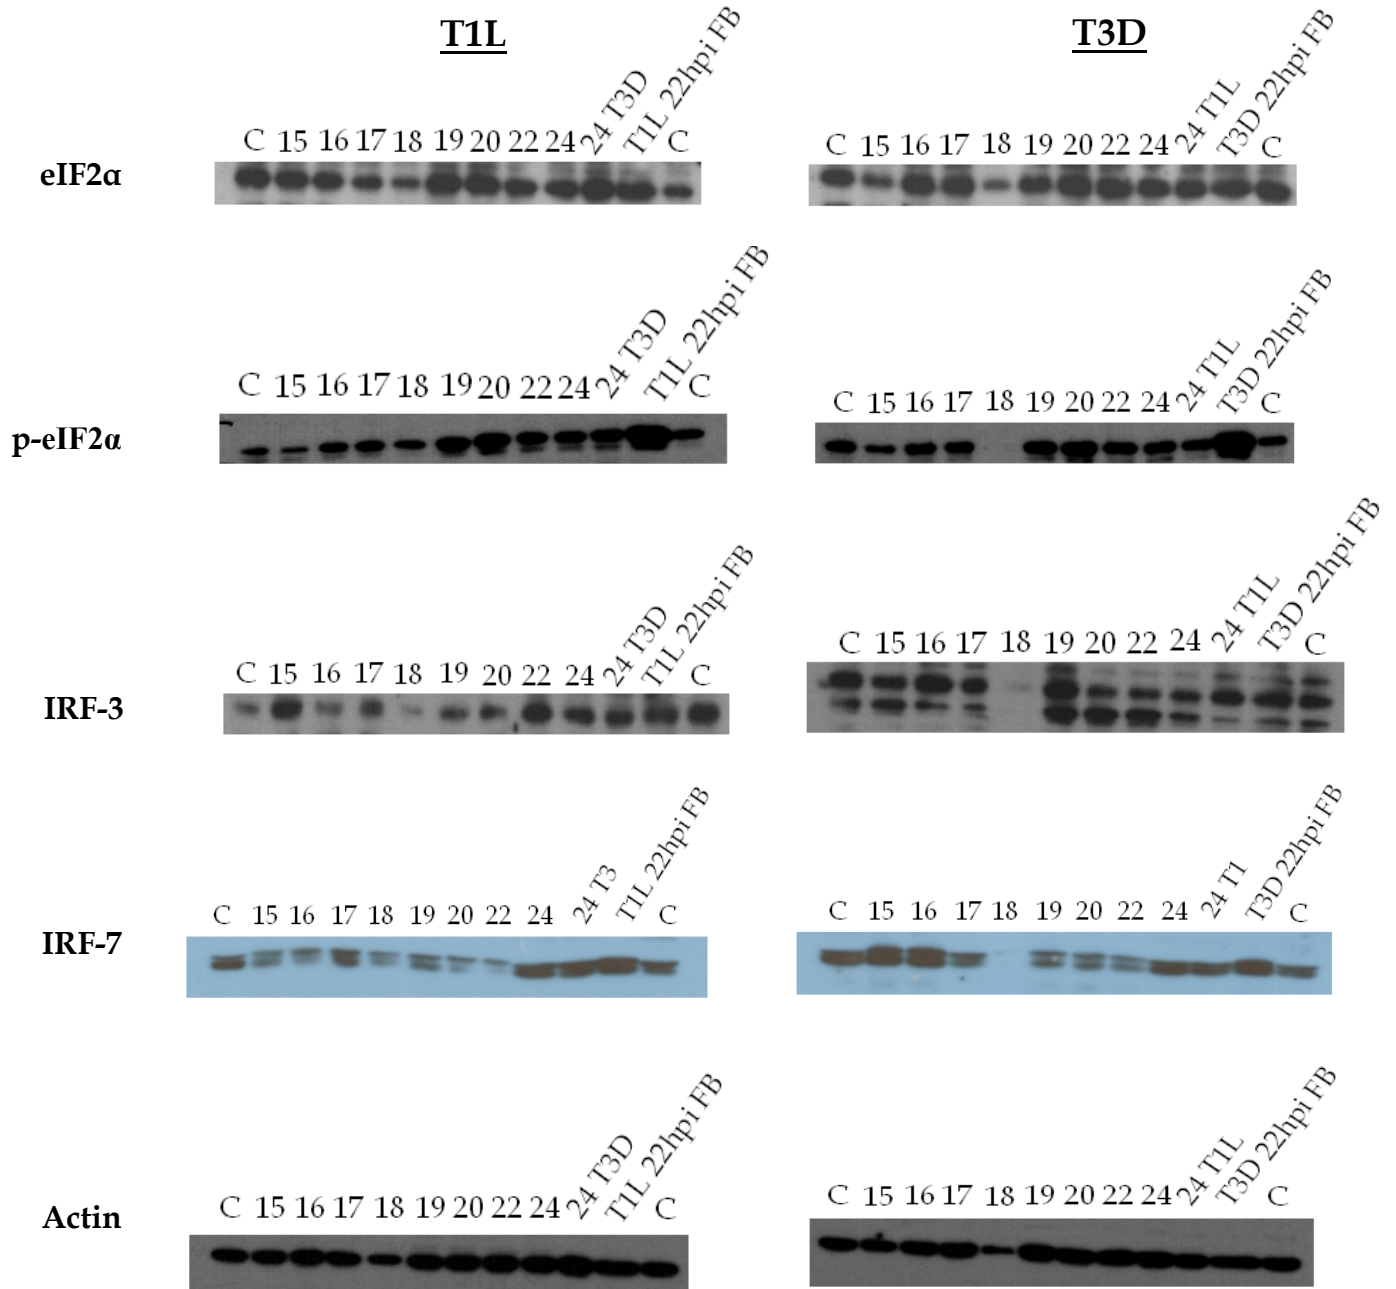 T1L T3D
eIF2α
C 15 16 17 18 19 20 22 24 24 T3D T1L 22hpi FB C
C 15 16 17 18 19 20 22 24 24 T1L T3D 22hpi FB C
p-eIF2α
C 15 16 17 18 19 20 22 24 24 T3D T1L 22hpi FB C
C 15 16 17 18 19 20 22 24 24 T1L T3D 22hpi FB C
IRF-3
C 15 16 17 18 19 20 22 24 24 T3D T1L 22hpi FB C
C 15 16 17 18 19 20 22 24 24 T1L T3D 22hpi FB C
IRF-7
C 15 16 17 18 19 20 22 24 24 T3 T1L 22hpi FB C
C 15 16 17 18 19 20 22 24 24 T1 T3D 22hpi FB C
Actin
C 15 16 17 18 19 20 22 24 24 T3D T1L 22hpi FB C
C 15 16 17 18 19 20 22 24 24 T1L T3D 22hpi FB C